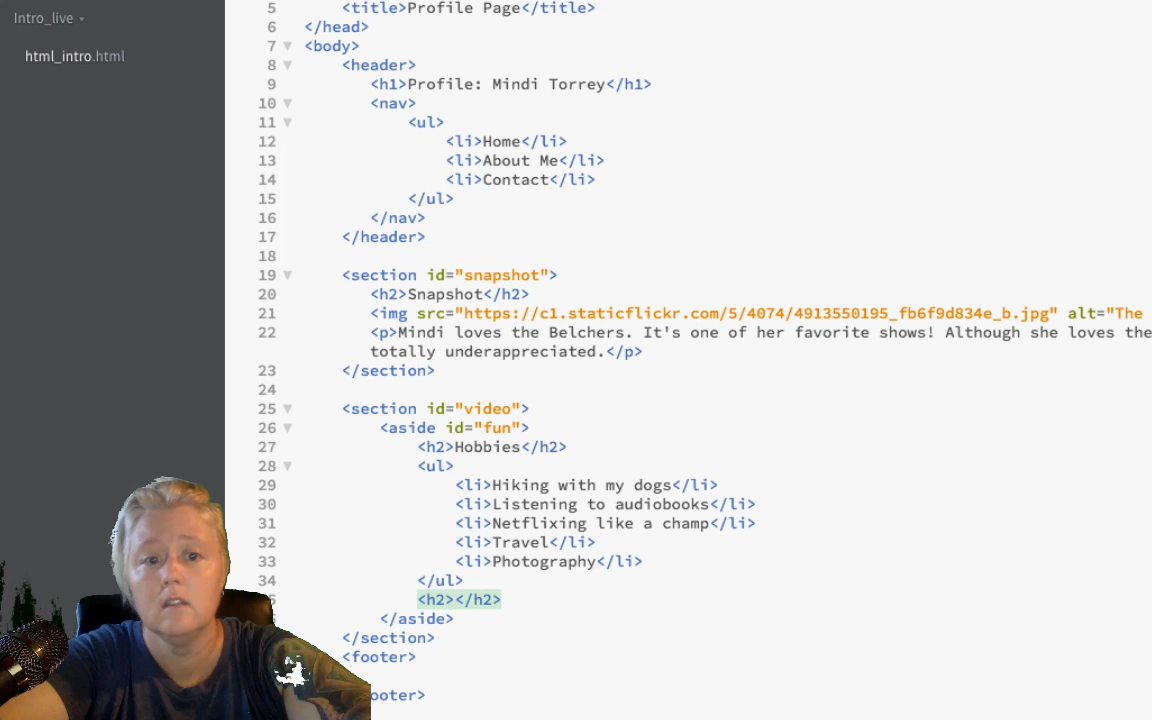 Intro_live
html_intro.html
5 <title>Profile Page</title>
6 </head>
7 <body>
8 <header>
9 <h1>Profile: Mindi Torrey</h1>
10 <nav>
11 <ul>
12 <li>Home</li>
13 <li>About Me</li>
14 <li>Contact</li>
15 </ul>
16 </nav>
17 </header>
18
19 <section id="snapshot">
20 <h2>Snapshot</h2>
21 <img src="https://c1.staticflickr.com/5/4074/4913550195_fb6f9d834e_b.jpg" alt="The
22 <p>Mindi loves the Belchers. It's one of her favorite shows! Although she loves the
totally underappreciated.</p>
23 </section>
24
25 <section id="video">
26 <aside id="fun">
27 <h2>Hobbies</h2>
28 <ul>
29 <li>Hiking with my dogs</li>
30 <li>Listening to audiobooks</li>
31 <li>Netflixing like a champ</li>
32 <li>Travel</li>
33 <li>Photography</li>
34 </ul>
<h2></h2>
</aside>
</section>
<footer>
ooter>